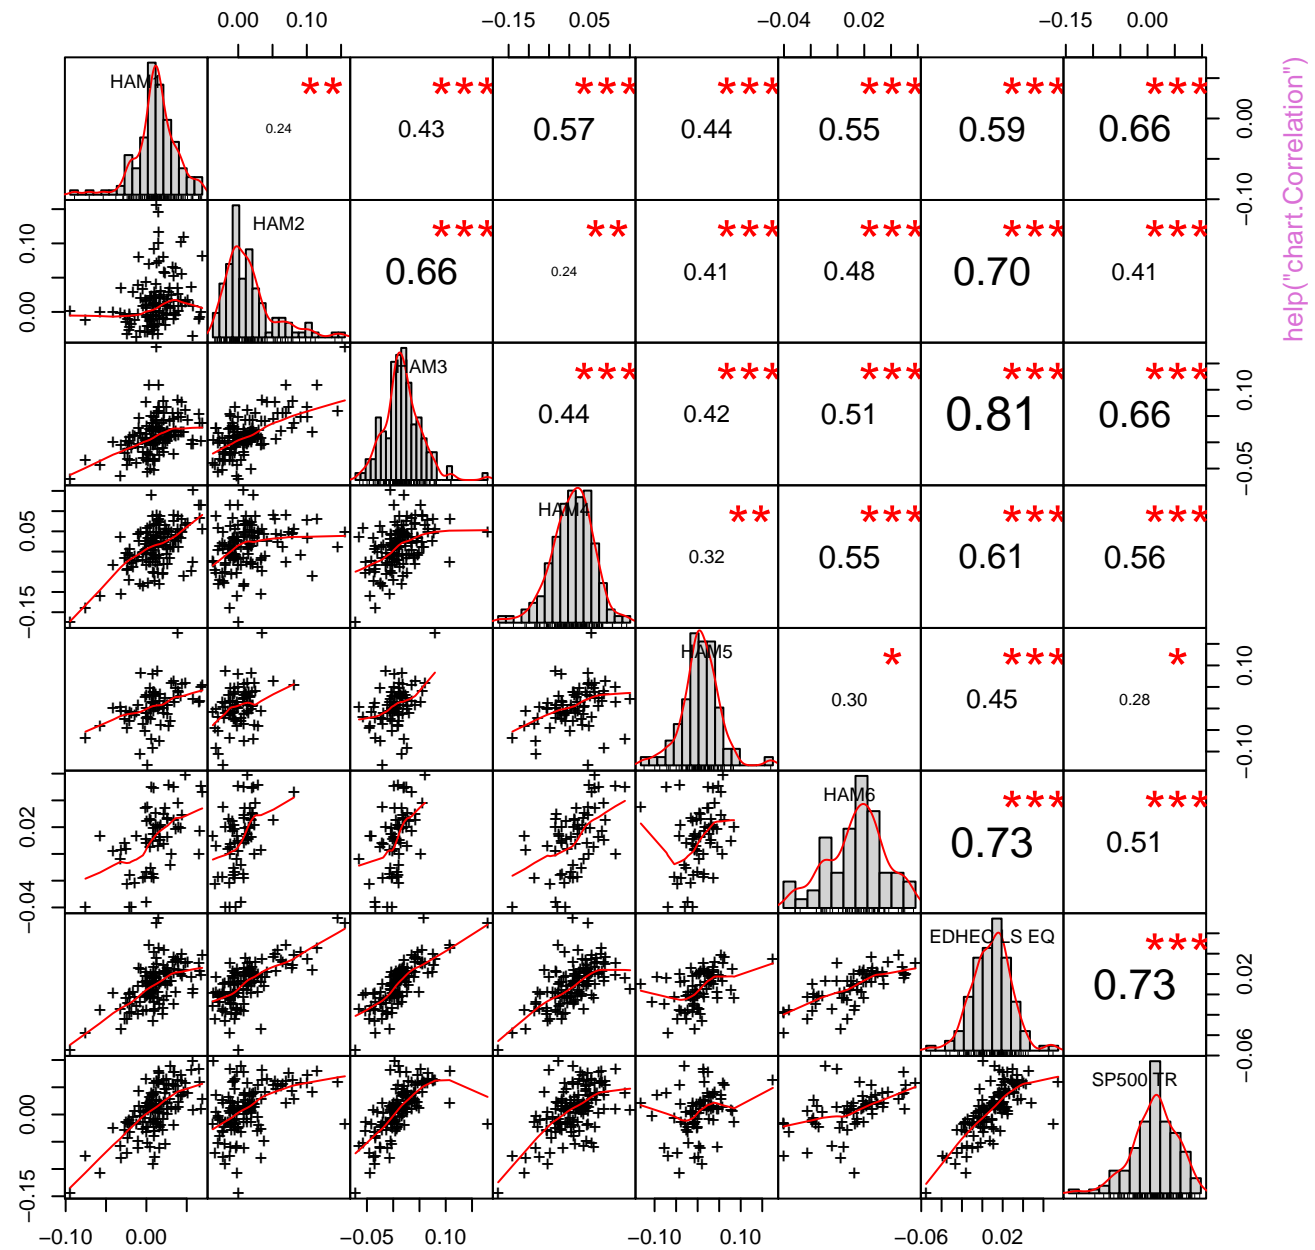 0.00 0.10 −0.15 0.05 −0.04 0.02 −0.15 0.00
HAM1 ** 0.24 *** 0.43 *** 0.57 *** 0.44 *** 0.55 *** 0.59 *** 0.66 −0.10 0.00
0.00 0.10 HAM2 *** 0.66 ** 0.24 *** 0.41 *** 0.48 *** 0.70 *** 0.41
HAM3 *** 0.44 *** 0.42 *** 0.51 *** 0.81 *** 0.66 −0.05 0.10
−0.15 0.05 HAM4 ** 0.32 *** 0.55 *** 0.61 *** 0.56
HAM5 * 0.30 *** 0.45 * 0.28 −0.10 0.10
−0.04 0.02 HAM6 *** 0.73 *** 0.51
EDHEC LS EQ *** 0.73 −0.06 0.02
−0.15 0.00 SP500 TR
−0.10 0.00 −0.05 0.10 −0.10 0.10 −0.06 0.02
help("chart.Correlation")